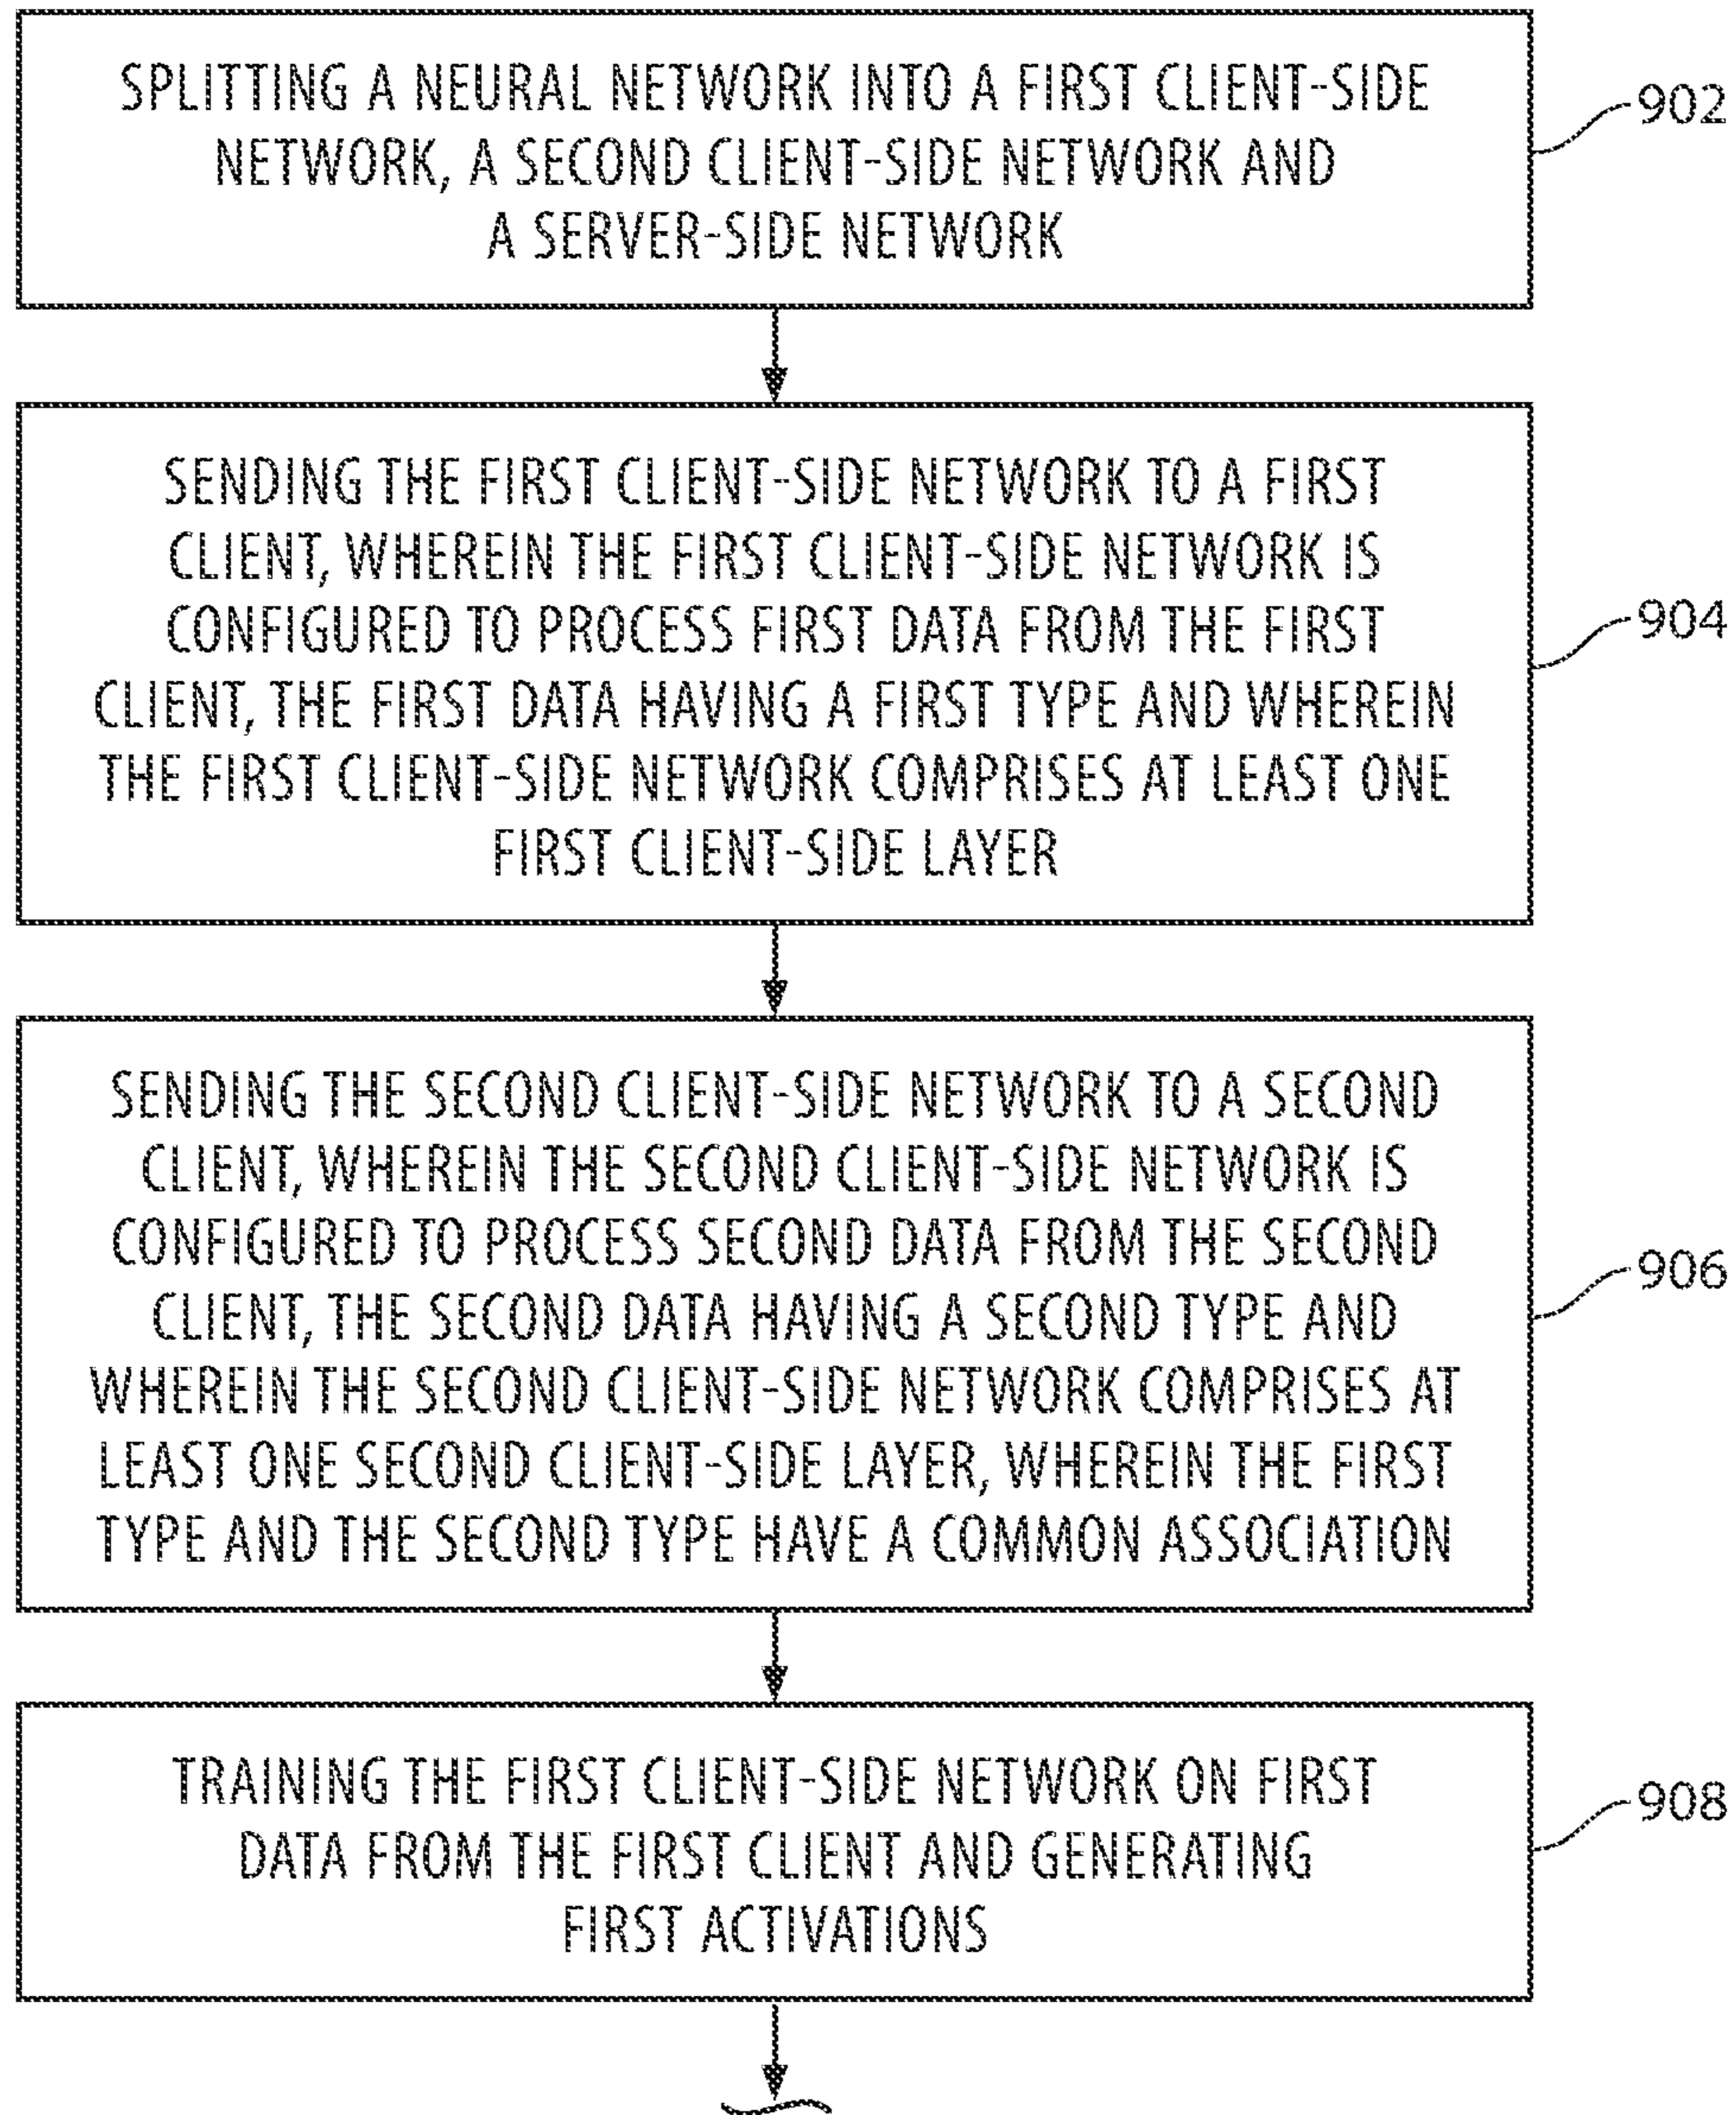 SPLITTING A NEURAL NETWORK INTO A FIRST CLIENT-SIDE
NETWORK, A SECOND CLIENT-SIDE NETWORK AND
A SERVER-SIDE NETWORK
902
SENDING THE FIRST CLIENT-SIDE NETWORK TO A FIRST
CLIENT, WHEREIN THE FIRST CLIENT-SIDE NETWORK IS
CONFIGURED TO PROCESS FIRST DATA FROM THE FIRST
CLIENT, THE FIRST DATA HAVING A FIRST TYPE AND WHEREIN
THE FIRST CLIENT-SIDE NETWORK COMPRISES AT LEAST ONE
FIRST CLIENT-SIDE LAYER
904
SENDING THE SECOND CLIENT-SIDE NETWORK TO A SECOND
CLIENT, WHEREIN THE SECOND CLIENT-SIDE NETWORK IS
CONFIGURED TO PROCESS SECOND DATA FROM THE SECOND
CLIENT, THE SECOND DATA HAVING A SECOND TYPE AND
WHEREIN THE SECOND CLIENT-SIDE NETWORK COMPRISES AT
LEAST ONE SECOND CLIENT-SIDE LAYER, WHEREIN THE FIRST
TYPE AND THE SECOND TYPE HAVE A COMMON ASSOCIATION
906
TRAINING THE FIRST CLIENT-SIDE NETWORK ON FIRST
DATA FROM THE FIRST CLIENT AND GENERATING
FIRST ACTIVATIONS
908